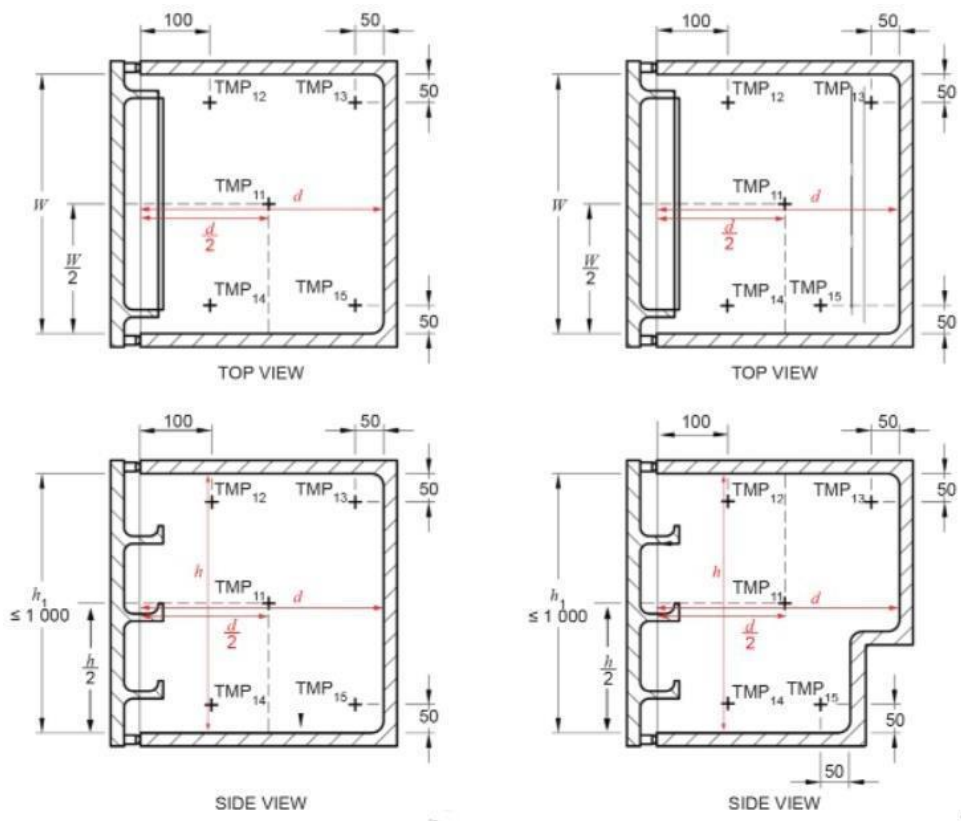 100 50 100 50
TMP12 TMP13 50 TMP12 TMP13 50
TMP11 d TMP11 d
W d/2 W d/2
W/2 W/2
TMP14 TMP15 50 TMP14 TMP15 50
TOP VIEW TOP VIEW
100 50 100 50
TMP12 TMP13 50 TMP12 TMP13 50
h h
h1 TMP11 d h1 TMP11 d
≤ 1 000 d/2 ≤ 1 000 d/2
h/2 h/2
TMP14 TMP15 50 TMP14 TMP15 50
50
SIDE VIEW SIDE VIEW